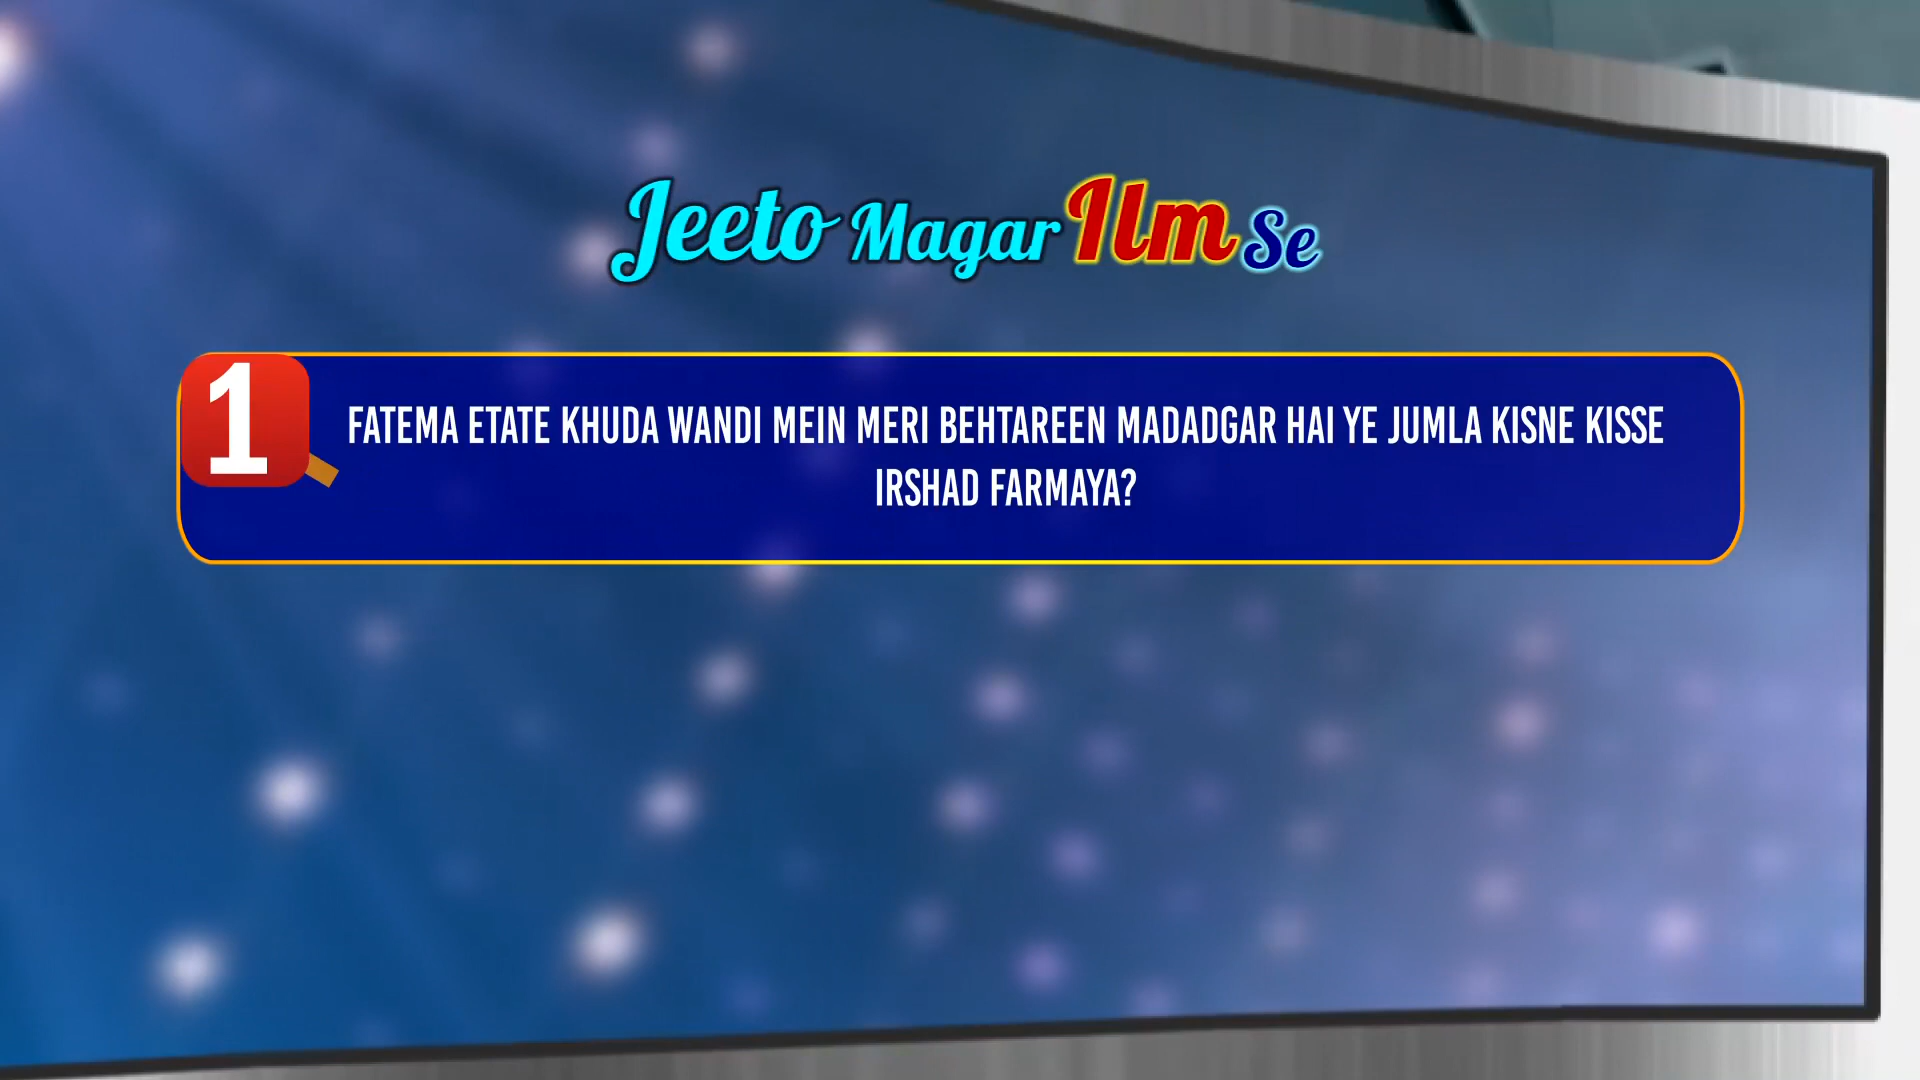 Jeeto Magar Ilm Se
1
FATEMA ETATE KHUDA WANDI MEIN MERI BEHTAREEN MADADGAR HAI YE JUMLA KISNE KISSE
IRSHAD FARMAYA?